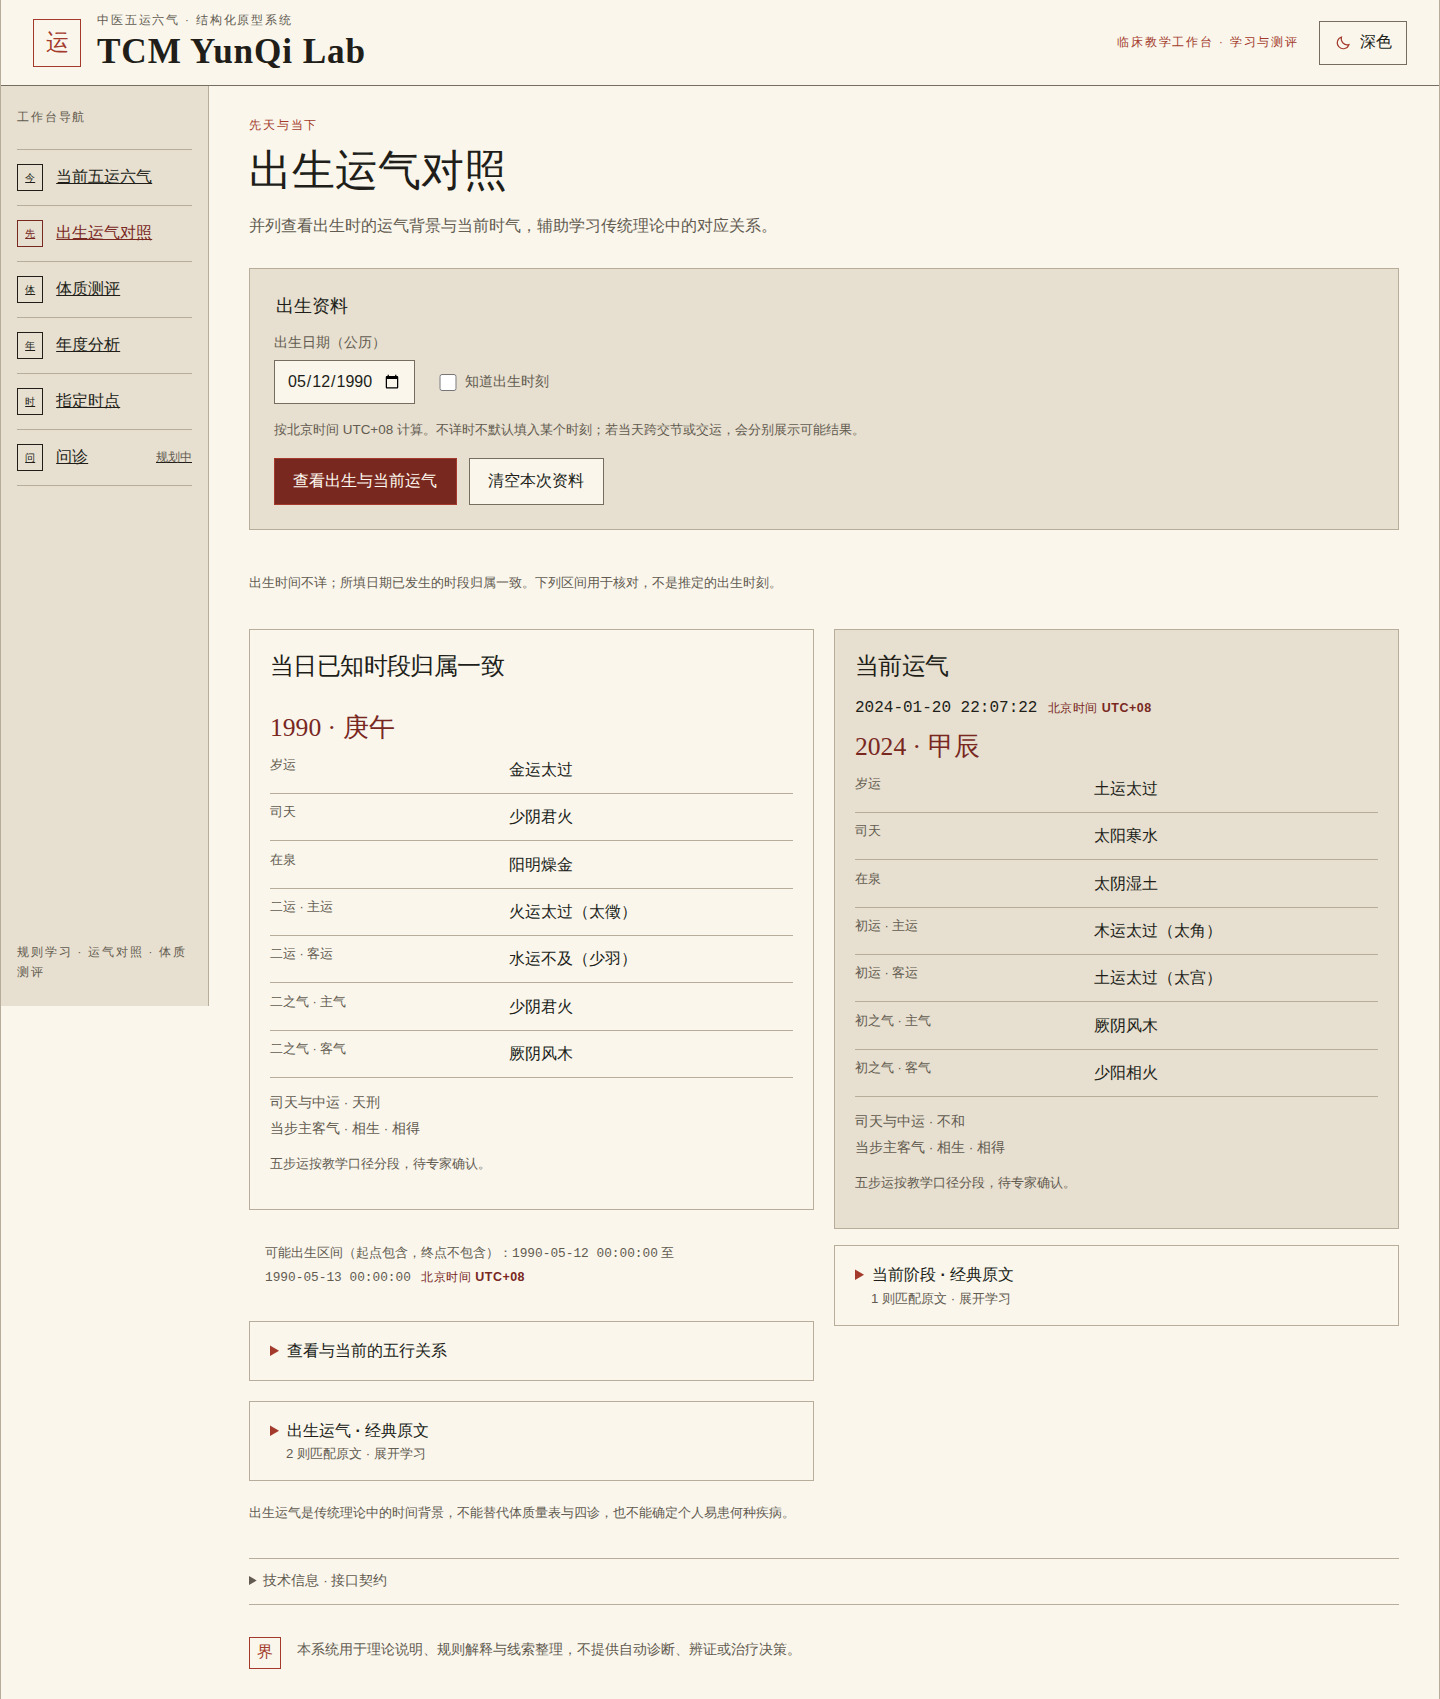 运
中医五运六气 · 结构化原型系统
TCM YunQi Lab
临床教学工作台 · 学习与测评
深色
工作台导航
今 当前五运六气
先 出生运气对照
体 体质测评
年 年度分析
时 指定时点
问 问诊 规划中
规则学习 · 运气对照 · 体质
测评
先天与当下
出生运气对照
并列查看出生时的运气背景与当前时气，辅助学习传统理论中的对应关系。
出生资料
出生日期（公历）
05/12/1990
知道出生时刻
按北京时间 UTC+08 计算。不详时不默认填入某个时刻；若当天跨交节或交运，会分别展示可能结果。
查看出生与当前运气
清空本次资料
出生时间不详；所填日期已发生的时段归属一致。下列区间用于核对，不是推定的出生时刻。
当日已知时段归属一致
1990 · 庚午
岁运 金运太过
司天 少阴君火
在泉 阳明燥金
二运 · 主运 火运太过（太徵）
二运 · 客运 水运不及（少羽）
二之气 · 主气 少阴君火
二之气 · 客气 厥阴风木
司天与中运 · 天刑
当步主客气 · 相生 · 相得
五步运按教学口径分段，待专家确认。
可能出生区间（起点包含，终点不包含）：1990-05-12 00:00:00 至
1990-05-13 00:00:00 北京时间 UTC+08
查看与当前的五行关系
出生运气 · 经典原文
2 则匹配原文 · 展开学习
当前运气
2024-01-20 22:07:22 北京时间 UTC+08
2024 · 甲辰
岁运 土运太过
司天 太阳寒水
在泉 太阴湿土
初运 · 主运 木运太过（太角）
初运 · 客运 土运太过（太宫）
初之气 · 主气 厥阴风木
初之气 · 客气 少阳相火
司天与中运 · 不和
当步主客气 · 相生 · 相得
五步运按教学口径分段，待专家确认。
当前阶段 · 经典原文
1 则匹配原文 · 展开学习
出生运气是传统理论中的时间背景，不能替代体质量表与四诊，也不能确定个人易患何种疾病。
技术信息 · 接口契约
界 本系统用于理论说明、规则解释与线索整理，不提供自动诊断、辨证或治疗决策。